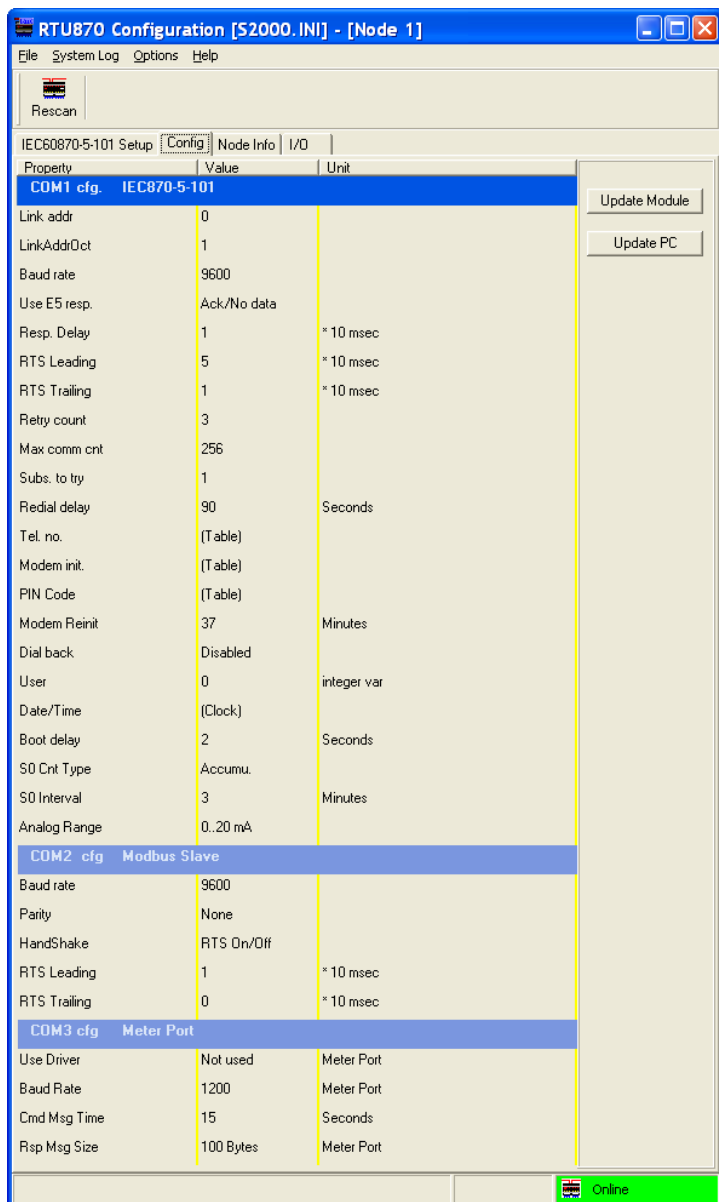 RTU870 Configuration [S2000.INI] - [Node 1]
File System Log Options Help
Rescan
IEC60870-5-101 Setup Config Node Info I/O
Property Value Unit
COM1 cfg. IEC870-5-101
Update Module
Link addr 0
LinkAddrOct 1
Update PC
Baud rate 9600
Use E5 resp. Ack/No data
Resp. Delay 1 * 10 msec
RTS Leading 5 * 10 msec
RTS Trailing 1 * 10 msec
Retry count 3
Max comm cnt 256
Subs. to try 1
Redial delay 90 Seconds
Tel. no. (Table)
Modem init. (Table)
PIN Code (Table)
Modem Reinit 37 Minutes
Dial back Disabled
User 0 integer var
Date/Time (Clock)
Boot delay 2 Seconds
S0 Cnt Type Accumu.
S0 Interval 3 Minutes
Analog Range 0..20 mA
COM2 cfg Modbus Slave
Baud rate 9600
Parity None
HandShake RTS On/Off
RTS Leading 1 * 10 msec
RTS Trailing 0 * 10 msec
COM3 cfg Meter Port
Use Driver Not used Meter Port
Baud Rate 1200 Meter Port
Cmd Msg Time 15 Seconds
Rsp Msg Size 100 Bytes Meter Port
Online